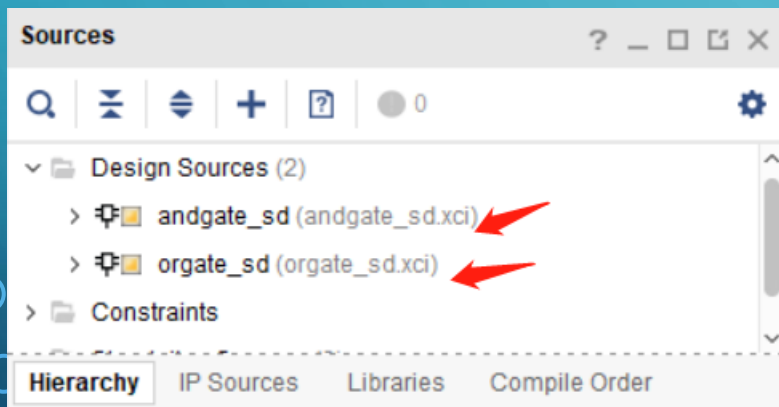 Sources
0
Design Sources (2)
andgate_sd (andgate_sd.xci)
orgate_sd (orgate_sd.xci)
Constraints
Hierarchy IP Sources Libraries Compile Order